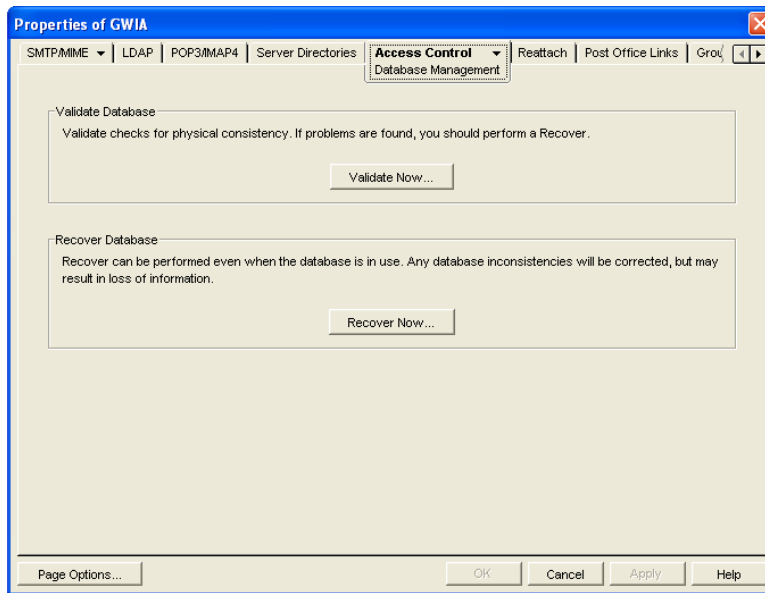 Properties of GWIA
SMTP/MIME LDAP POP3/IMAP4 Server Directories Access Control Reattach Post Office Links Grou
Database Management
Validate Database
Validate checks for physical consistency. If problems are found, you should perform a Recover.
Validate Now...
Recover Database
Recover can be performed even when the database is in use. Any database inconsistencies will be corrected, but may
result in loss of information.
Recover Now...
Page Options... OK Cancel Apply Help